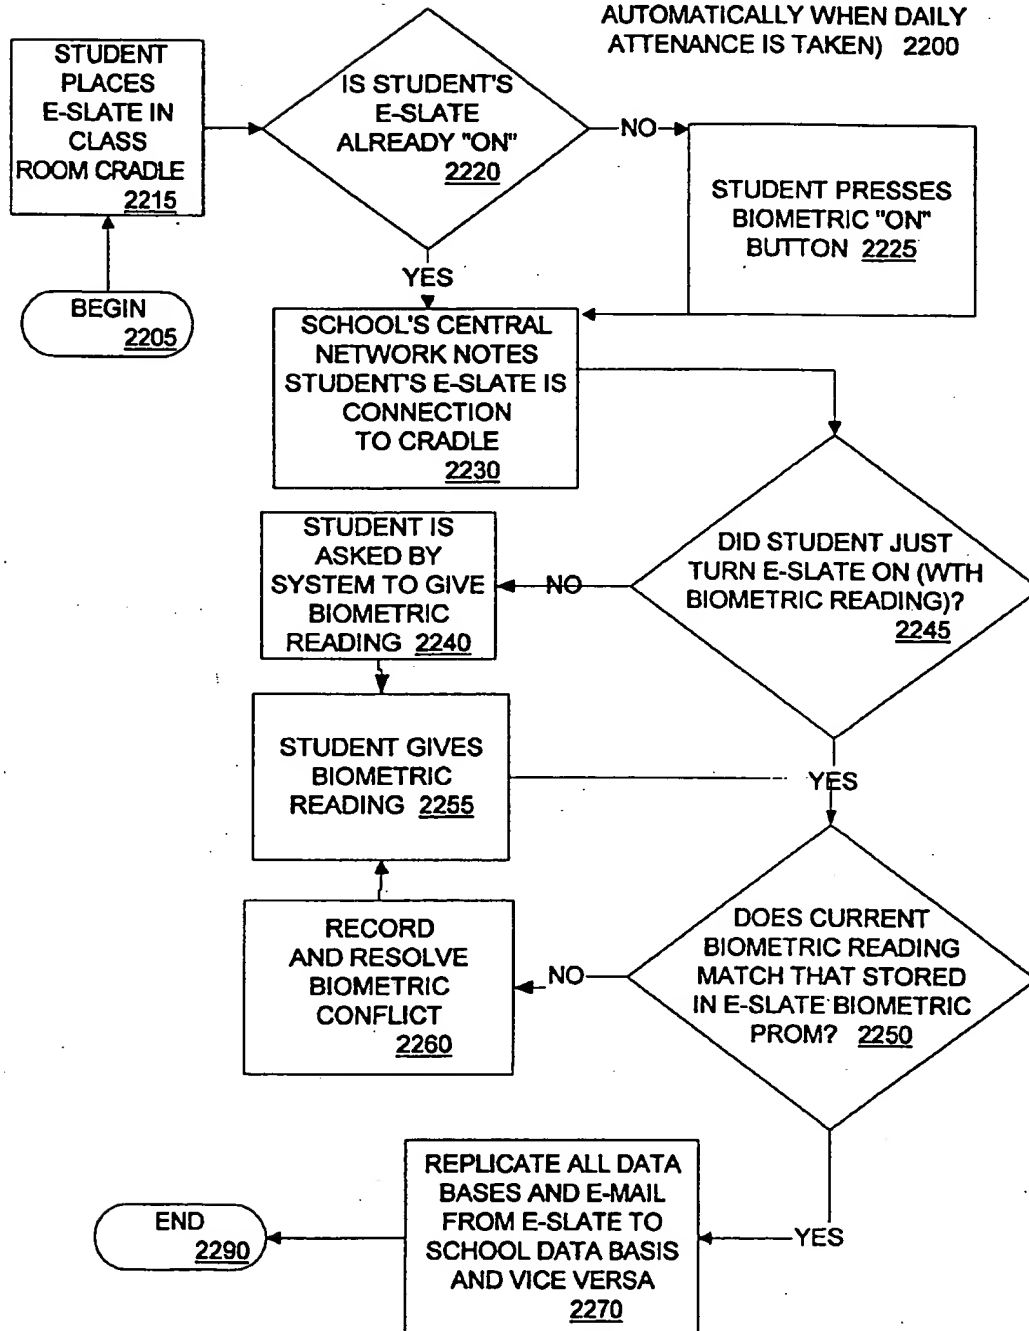 AUTOMATICALLY WHEN DAILY
ATTENANCE IS TAKEN) 2200
STUDENT
PLACES
E-SLATE IN
CLASS
ROOM CRADLE
2215
IS STUDENT'S
E-SLATE
ALREADY "ON"
2220
NO
STUDENT PRESSES
BIOMETRIC "ON"
BUTTON 2225
YES
BEGIN
2205
SCHOOL'S CENTRAL
NETWORK NOTES
STUDENT'S E-SLATE IS
CONNECTION
TO CRADLE
2230
DID STUDENT JUST
TURN E-SLATE ON (WTH
BIOMETRIC READING)?
2245
NO
STUDENT IS
ASKED BY
SYSTEM TO GIVE
BIOMETRIC
READING 2240
STUDENT GIVES
BIOMETRIC
READING 2255
YES
DOES CURRENT
BIOMETRIC READING
MATCH THAT STORED
IN E-SLATE BIOMETRIC
PROM? 2250
NO
RECORD
AND RESOLVE
BIOMETRIC
CONFLICT
2260
YES
REPLICATE ALL DATA
BASES AND E-MAIL
FROM E-SLATE TO
SCHOOL DATA BASIS
AND VICE VERSA
2270
END
2290